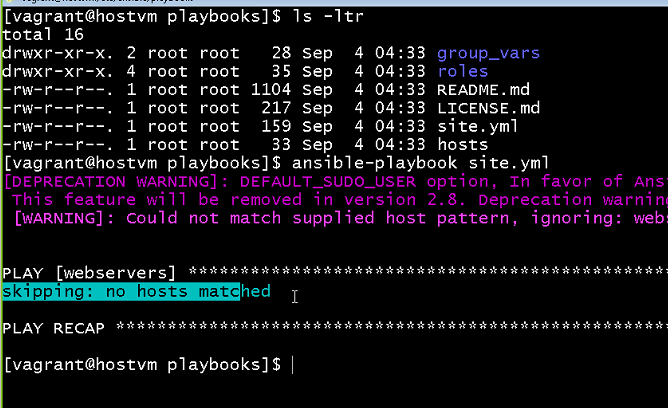 [vagrant@hostvm playbooks]$ ls -ltr
total 16
drwxr-xr-x. 2 root root   28 Sep  4 04:33 group_vars
drwxr-xr-x. 4 root root   35 Sep  4 04:33 roles
-rw-r--r--. 1 root root 1104 Sep  4 04:33 README.md
-rw-r--r--. 1 root root  217 Sep  4 04:33 LICENSE.md
-rw-r--r--. 1 root root  159 Sep  4 04:33 site.yml
-rw-r--r--. 1 root root   33 Sep  4 04:33 hosts
[vagrant@hostvm playbooks]$ ansible-playbook site.yml
[DEPRECATION WARNING]: DEFAULT_SUDO_USER option, In favor of Ans
This feature will be removed in version 2.8. Deprecation warnin
[WARNING]: Could not match supplied host pattern, ignoring: webs
PLAY [webservers] *************************************************
skipping: no hosts matched
PLAY RECAP ********************************************************
[vagrant@hostvm playbooks]$